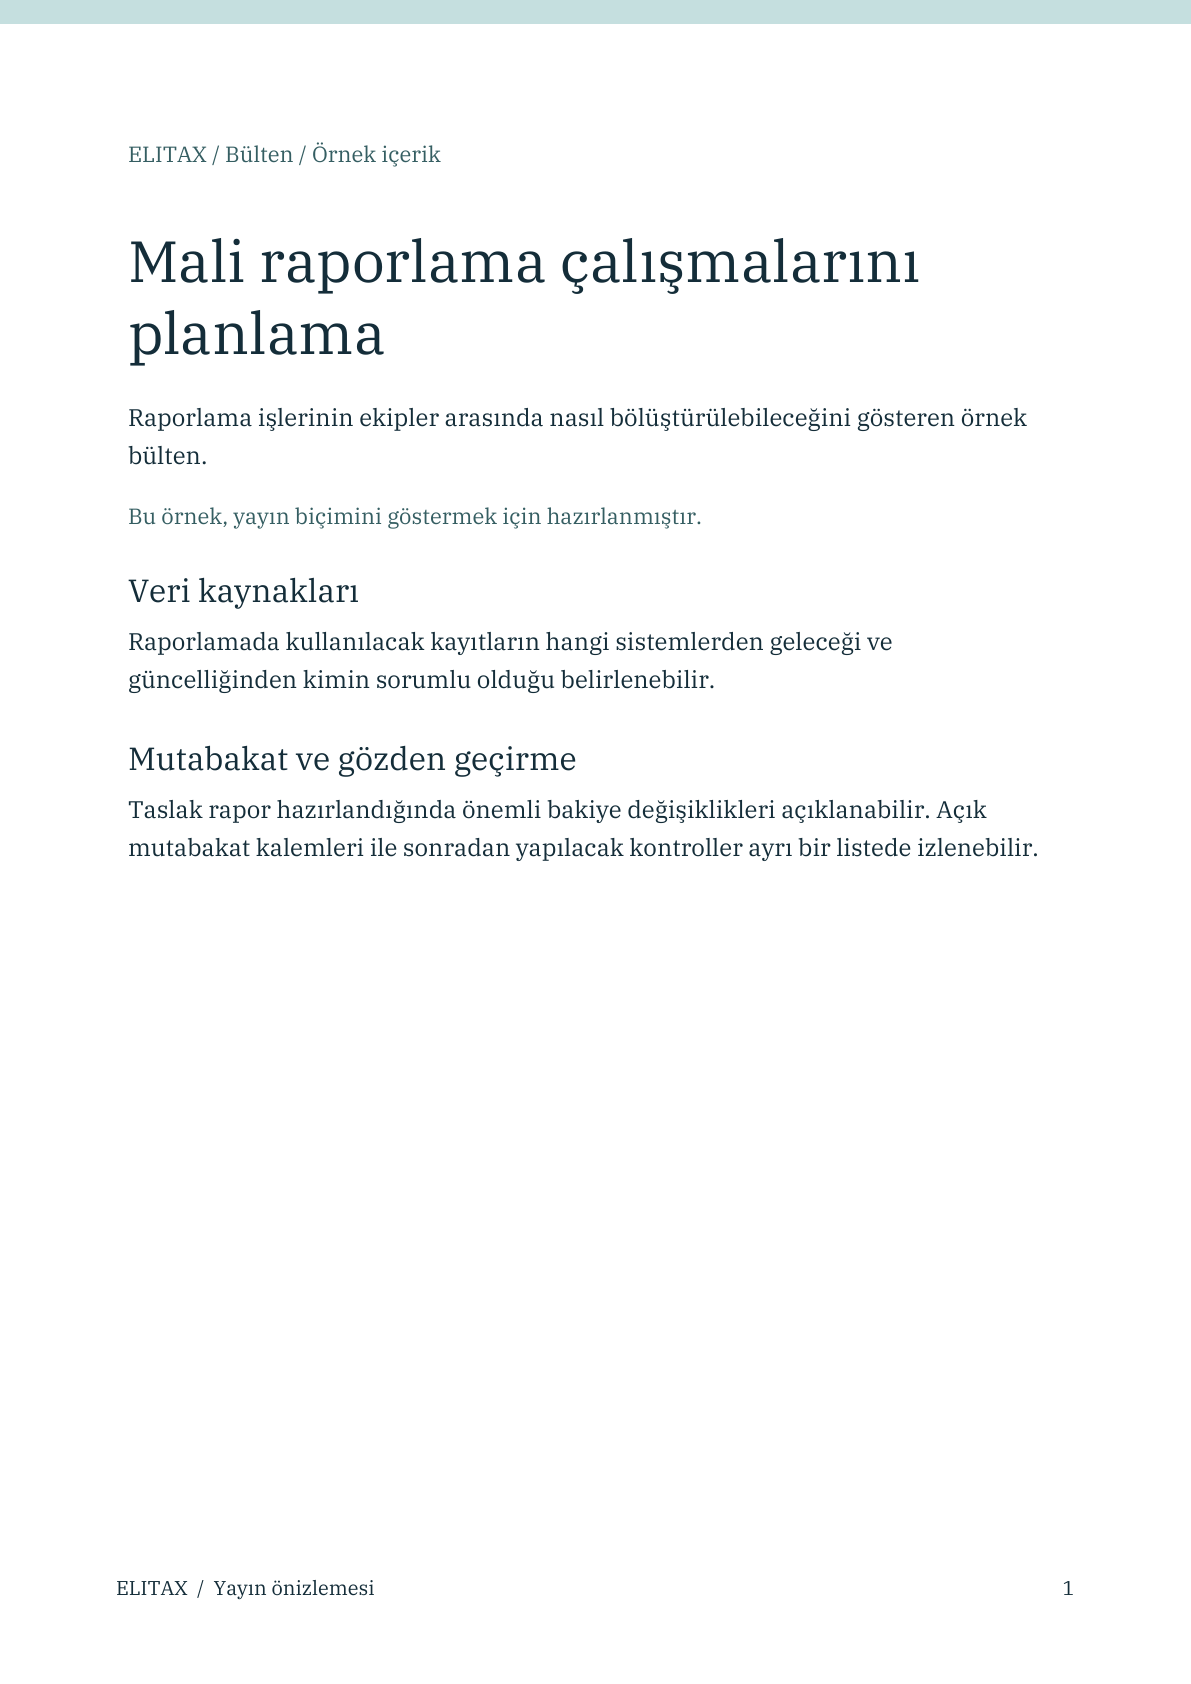 ELITAX / Bülten / Örnek içerik
Mali raporlama çalışmalarını
planlama
Raporlama işlerinin ekipler arasında nasıl bölüştürülebileceğini gösteren örnek
bülten.
Bu örnek, yayın biçimini göstermek için hazırlanmıştır.
Veri kaynakları
Raporlamada kullanılacak kayıtların hangi sistemlerden geleceği ve
güncelliğinden kimin sorumlu olduğu belirlenebilir.
Mutabakat ve gözden geçirme
Taslak rapor hazırlandığında önemli bakiye değişiklikleri açıklanabilir. Açık
mutabakat kalemleri ile sonradan yapılacak kontroller ayrı bir listede izlenebilir.
ELITAX / Yayın önizlemesi 1